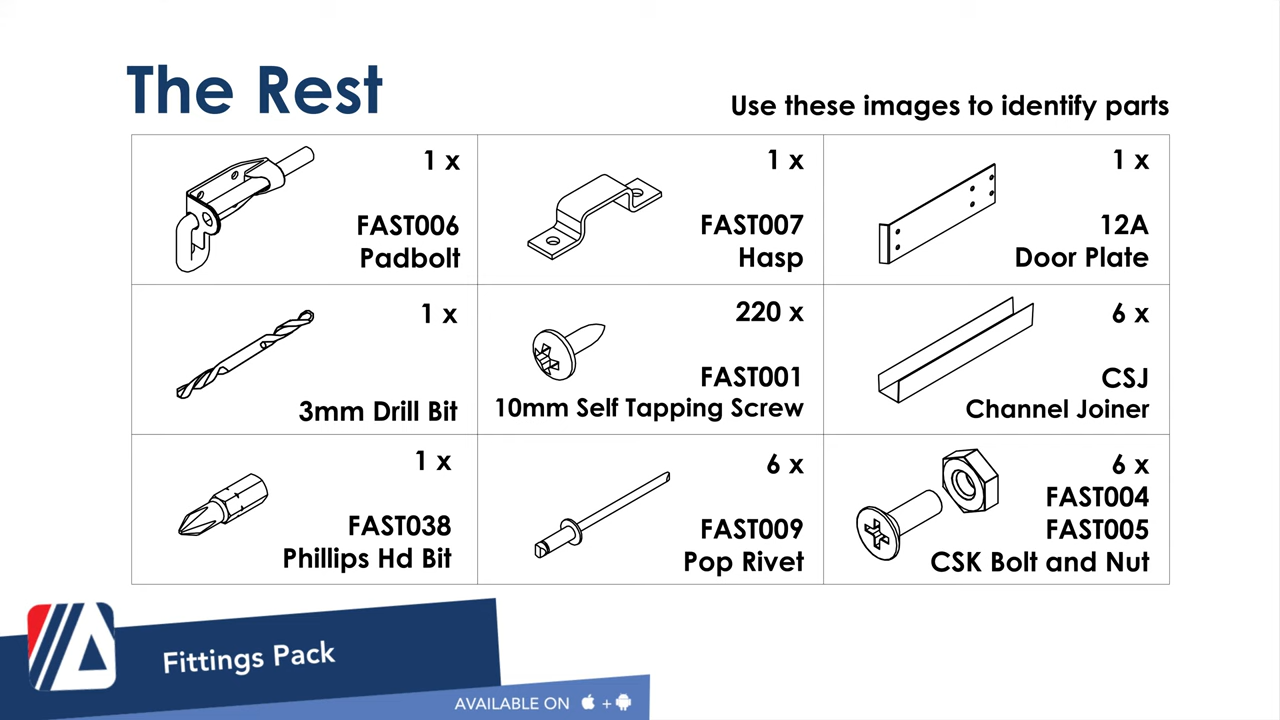 The Rest
Use these images to identify parts
1 x
FAST006
Padbolt
1 x
FAST007
Hasp
1 x
12A
Door Plate
1 x
3mm Drill Bit
220 x
FAST001
10mm Self Tapping Screw
6 x
CSJ
Channel Joiner
1 x
FAST038
Phillips Hd Bit
6 x
FAST009
Pop Rivet
6 x
FAST004
FAST005
CSK Bolt and Nut
Fittings Pack
AVAILABLE ON +